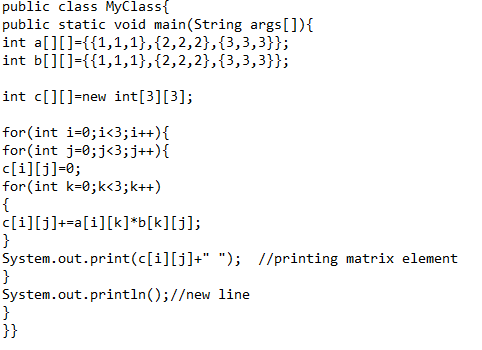 public class MyClass{
public static void main(String args[]){
int a[][]={{1,1,1},{2,2,2},{3,3,3}};
int b[][]={{1,1,1},{2,2,2},{3,3,3}};
int c[][]=new int[3][3];
for(int i=0;i<3;i++){
for(int j=0;j<3;j++){
c[i][j]=0;
for(int k=0;k<3;k++)
{
c[i][j]+=a[i][k]*b[k][j];
}
System.out.print(c[i][j]+" ");  //printing matrix element
}
System.out.println();//new line
}
}}